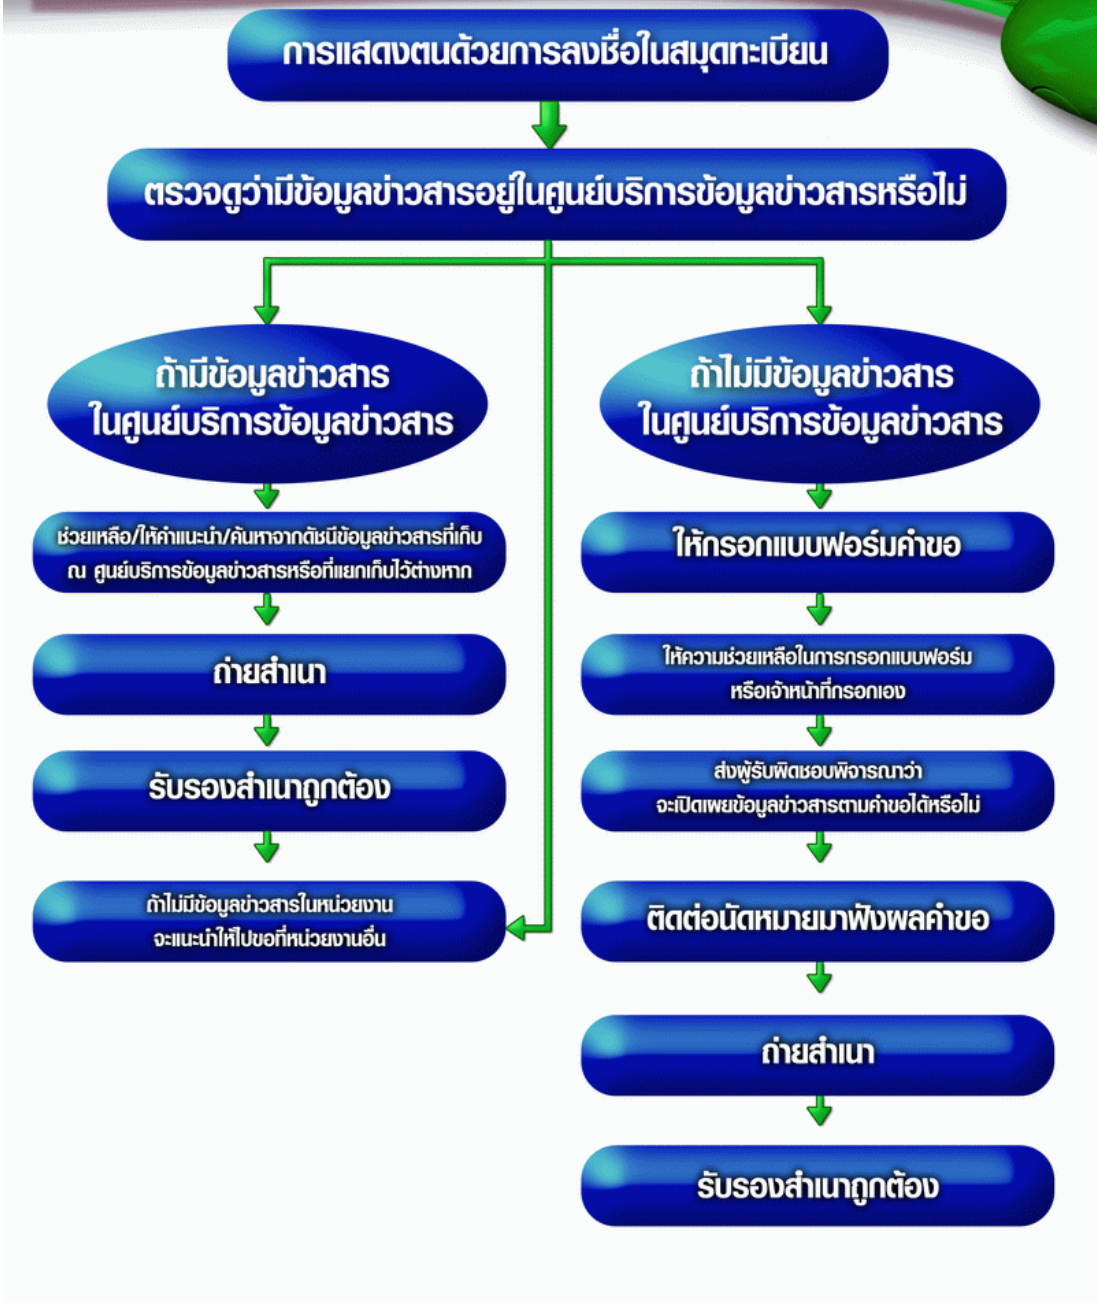 การแสดงตนด้วยการลงชื่อในสมุดทะเบียน
ตรวจดูว่ามีข้อมูลข่าวสารอยู่ในศูนย์บริการข้อมูลข่าวสารหรือไม่
ถ้ามีข้อมูลข่าวสาร
ในศูนย์บริการข้อมูลข่าวสาร
ช่วยเหลือ/ให้คำแนะนำ/ค้นหาจากดัชนีข้อมูลข่าวสารที่เก็บ
ณ ศูนย์บริการข้อมูลข่าวสารหรือที่แยกเก็บไว้ต่างหาก
ถ่ายสำเนา
รับรองสำเนาถูกต้อง
ถ้าไม่มีข้อมูลข่าวสารในหน่วยงาน
จะแนะนำให้ไปขอที่หน่วยงานอื่น
ถ้าไม่มีข้อมูลข่าวสาร
ในศูนย์บริการข้อมูลข่าวสาร
ให้กรอกแบบฟอร์มคำขอ
ให้ความช่วยเหลือในการกรอกแบบฟอร์ม
หรือเจ้าหน้าที่กรอกเอง
ส่งผู้รับผิดชอบพิจารณาว่า
จะเปิดเผยข้อมูลข่าวสารตามคำขอได้หรือไม่
ติดต่อนัดหมายมาฟังผลคำขอ
ถ่ายสำเนา
รับรองสำเนาถูกต้อง